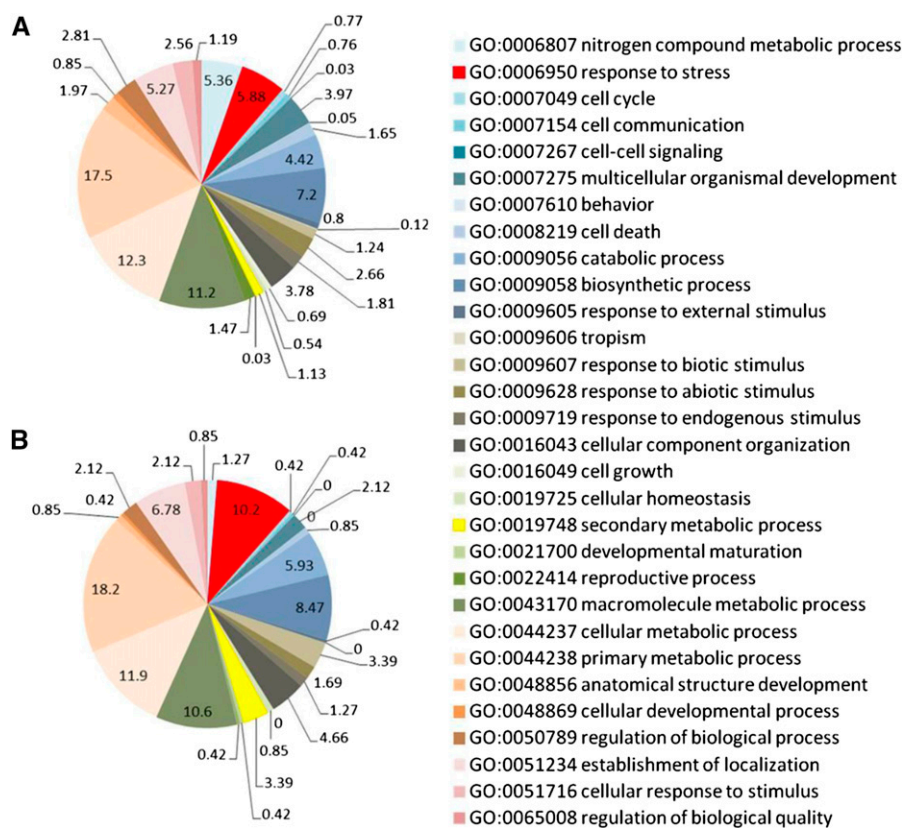 A
0.77
2.56
1.19
0.76
2.81
0.03
0.85
5.27
5.36
5.88
3.97
1.97
0.05
1.65
4.42
17.5
7.2
0.8
0.12
1.24
12.3
2.66
11.2
3.78
1.81
0.69
1.47
0.54
0.03
1.13
B
0.85
2.12
1.27
0.42
0.42
2.12
0
0.42
2.12
0.85
6.78
10.2
0
0.85
5.93
18.2
8.47
0.42
0
3.39
11.9
1.69
10.6
1.27
0
4.66
0.42
0.85
3.39
0.42
GO:0006807 nitrogen compound metabolic process
GO:0006950 response to stress
GO:0007049 cell cycle
GO:0007154 cell communication
GO:0007267 cell-cell signaling
GO:0007275 multicellular organismal development
GO:0007610 behavior
GO:0008219 cell death
GO:0009056 catabolic process
GO:0009058 biosynthetic process
GO:0009605 response to external stimulus
GO:0009606 tropism
GO:0009607 response to biotic stimulus
GO:0009628 response to abiotic stimulus
GO:0009719 response to endogenous stimulus
GO:0016043 cellular component organization
GO:0016049 cell growth
GO:0019725 cellular homeostasis
GO:0019748 secondary metabolic process
GO:0021700 developmental maturation
GO:0022414 reproductive process
GO:0043170 macromolecule metabolic process
GO:0044237 cellular metabolic process
GO:0044238 primary metabolic process
GO:0048856 anatomical structure development
GO:0048869 cellular developmental process
GO:0050789 regulation of biological process
GO:0051234 establishment of localization
GO:0051716 cellular response to stimulus
GO:0065008 regulation of biological quality